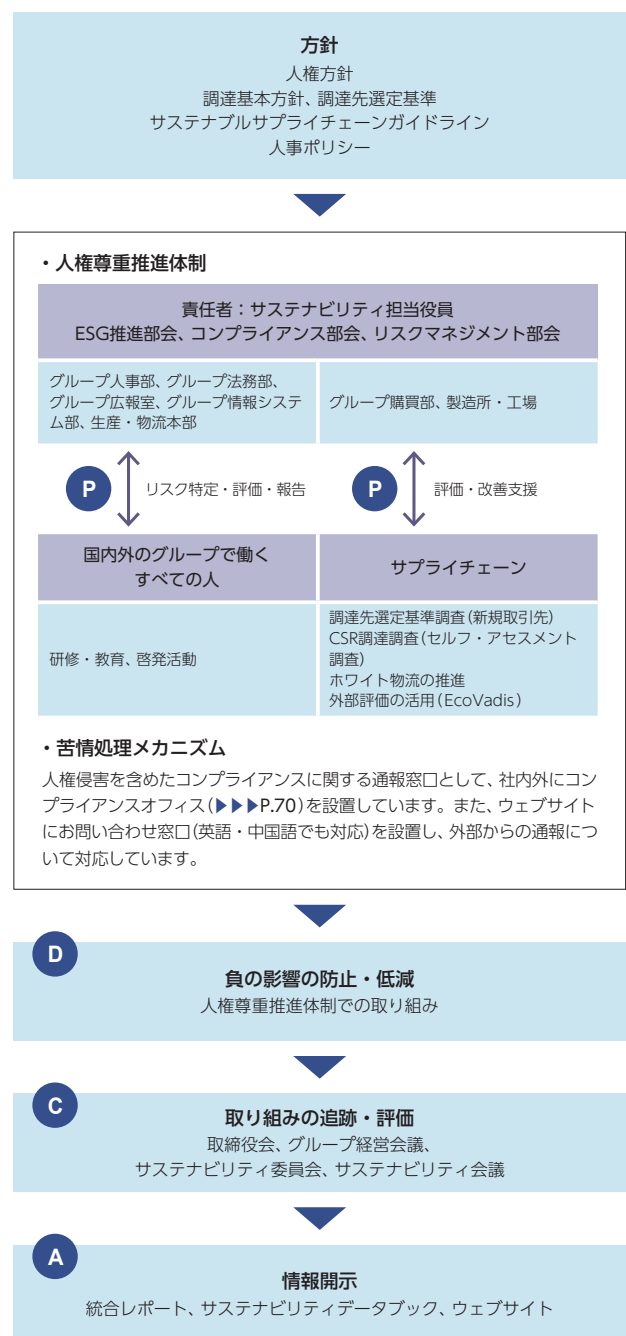 方針
人権方針
調達基本方針、調達先選定基準
サステナブルサプライチェーンガイドライン
人事ポリシー
・人権尊重推進体制
責任者：サステナビリティ担当役員
ESG推進部会、コンプライアンス部会、リスクマネジメント部会
グループ人事部、グループ法務部、
グループ広報室、グループ情報システ
ム部、生産・物流本部
グループ購買部、製造所・工場
P
リスク特定・評価・報告
P
評価・改善支援
国内外のグループで働く
すべての人
サプライチェーン
研修・教育、啓発活動
調達先選定基準調査（新規取引先）
CSR調達調査（セルフ・アセスメント
調査）
ホワイト物流の推進
外部評価の活用（EcoVadis）
・苦情処理メカニズム
人権侵害を含めたコンプライアンスに関する通報窓口として、社内外にコン
プライアンスオフィス（▶▶▶P.70）を設置しています。また、ウェブサイト
にお問い合わせ窓口（英語・中国語でも対応）を設置し、外部からの通報につ
いて対応しています。
D
負の影響の防止・低減
人権尊重推進体制での取り組み
C
取り組みの追跡・評価
取締役会、グループ経営会議、
サステナビリティ委員会、サステナビリティ会議
A
情報開示
統合レポート、サステナビリティデータブック、ウェブサイト